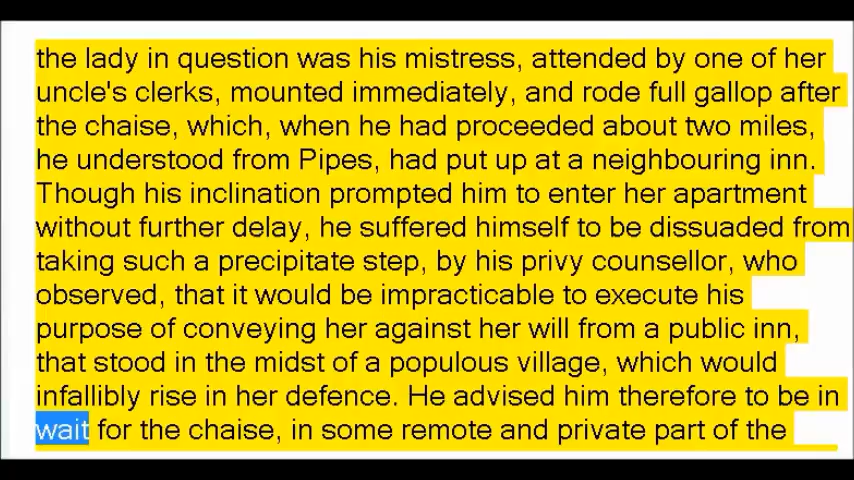 the lady in question was his mistress, attended by one of her
uncle's clerks, mounted immediately, and rode full gallop after
the chaise, which, when he had proceeded about two miles,
he understood from Pipes, had put up at a neighbouring inn.
Though his inclination prompted him to enter her apartment
without further delay, he suffered himself to be dissuaded from
taking such a precipitate step, by his privy counsellor, who
observed, that it would be impracticable to execute his
purpose of conveying her against her will from a public inn,
that stood in the midst of a populous village, which would
infallibly rise in her defence. He advised him therefore to be in
wait for the chaise, in some remote and private part of the